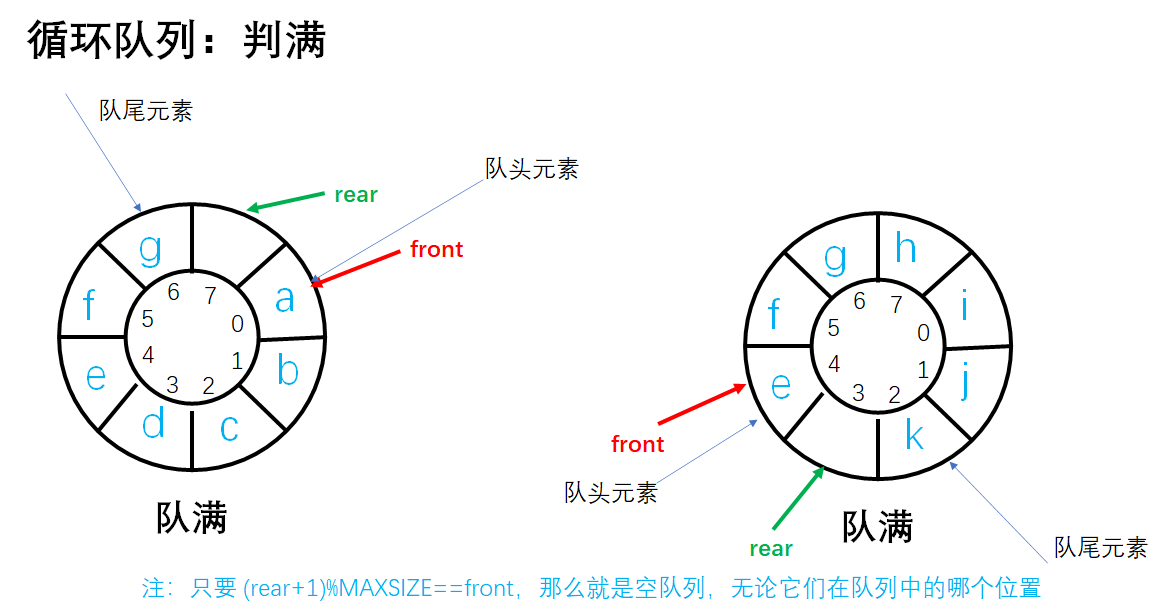 循环队列：判满
队尾元素
队头元素
rear
front
g
a
f
b
e
d
c
6
7
5
0
4
1
3
2
队满
g
h
f
i
e
j
k
6
7
5
0
4
1
3
2
front
队头元素
rear
队满
队尾元素
注：只要 (rear+1)%MAXSIZE==front，那么就是空队列，无论它们在队列中的哪个位置